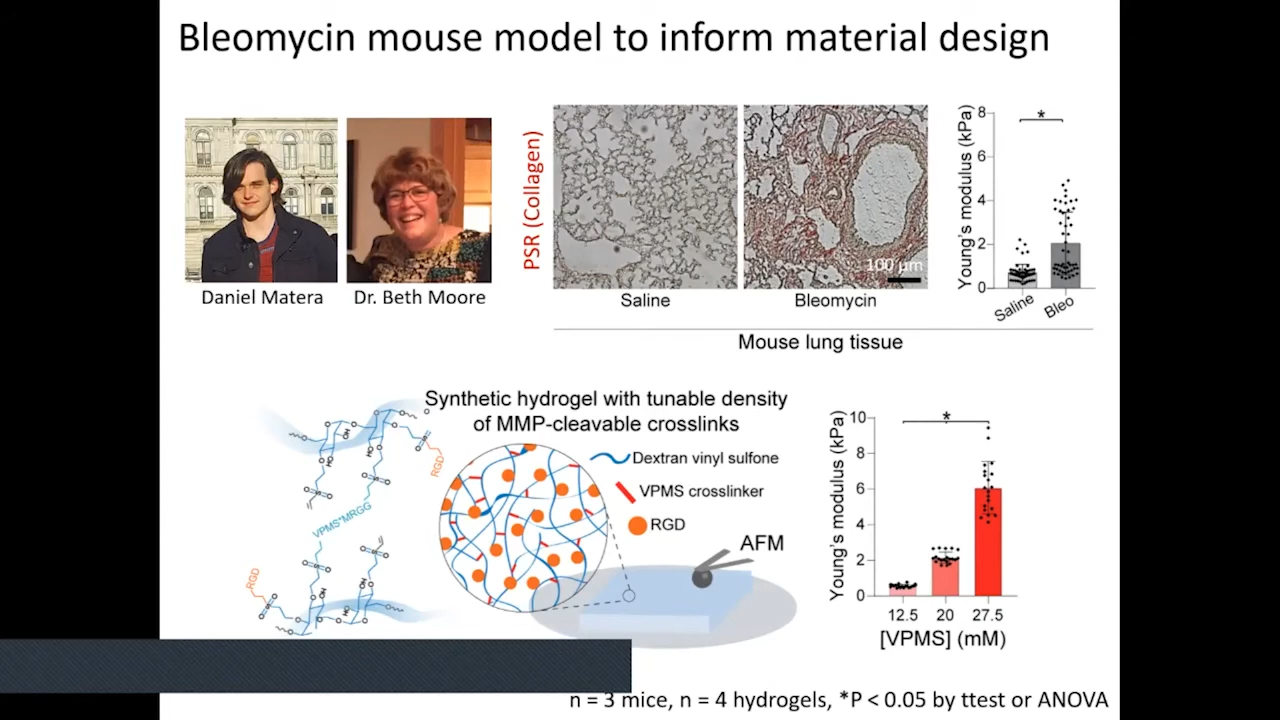 Bleomycin mouse model to inform material design
Daniel Matera
Dr. Beth Moore
PSR (Collagen)
100 µm
Saline
Bleomycin
Mouse lung tissue
Young's modulus (kPa)
8
6
4
2
0
*
Saline
Bleo
Synthetic hydrogel with tunable density
of MMP-cleavable crosslinks
Dextran vinyl sulfone
VPMS crosslinker
RGD
AFM
OH
HO
RGD
VPMS*MRGG
RGD
OH
HO
Young's modulus (kPa)
10
8
6
4
2
0
*
12.5 20 27.5
[VPMS] (mM)
n = 3 mice, n = 4 hydrogels, *P < 0.05 by ttest or ANOVA